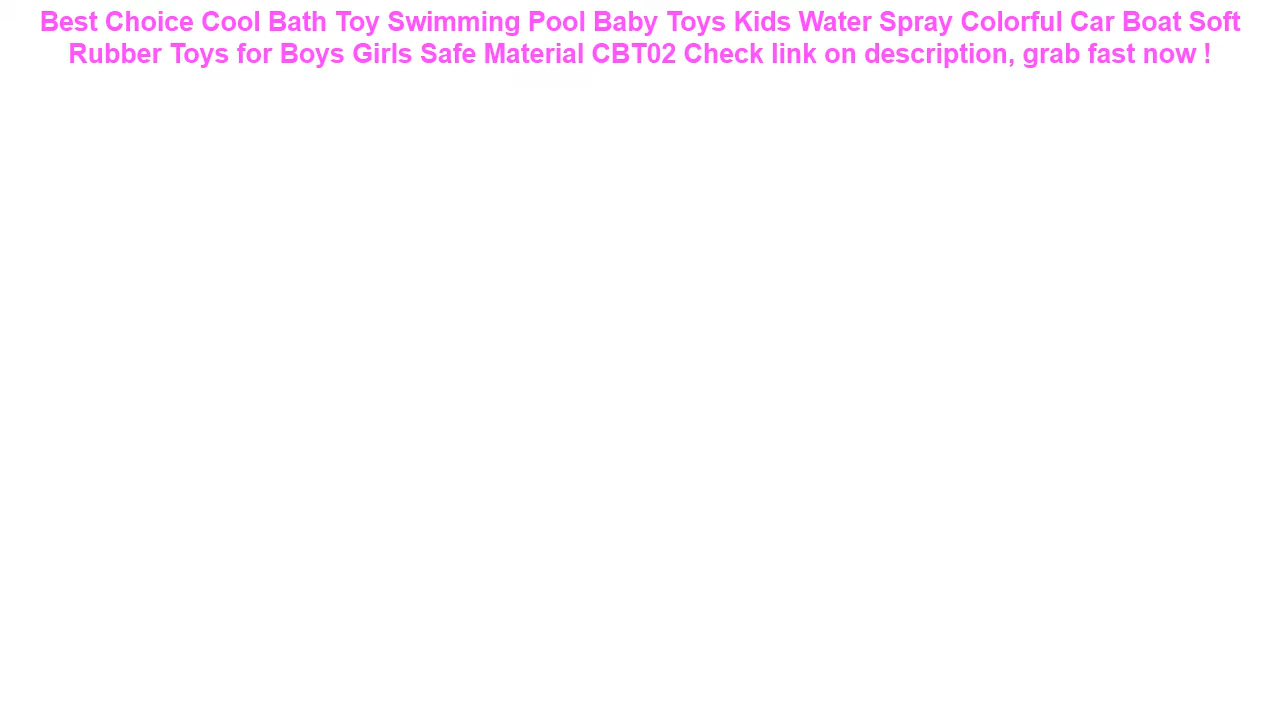 Best Choice Cool Bath Toy Swimming Pool Baby Toys Kids Water Spray Colorful Car Boat Soft
Rubber Toys for Boys Girls Safe Material CBT02 Check link on description, grab fast now !